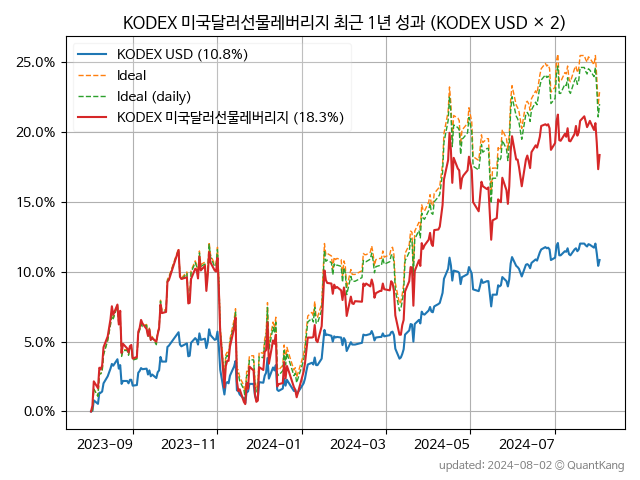 KODEX 미국달러선물레버리지 최근 1년 성과 (KODEX USD × 2)
KODEX USD (10.8%)
Ideal
Ideal (daily)
KODEX 미국달러선물레버리지 (18.3%)
25.0%
20.0%
15.0%
10.0%
5.0%
0.0%
2023-09
2023-11
2024-01
2024-03
2024-05
2024-07
updated: 2024-08-02 © QuantKang